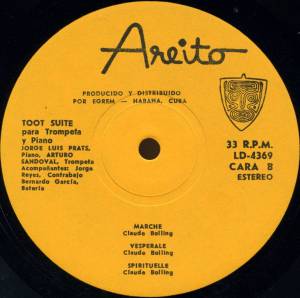 Areito
PRODUCIDO Y DISTRIBUIDO
POR EGREM — HABANA, CUBA
TOOT SUITE
para Trompeta
y Piano
JORGE LUIS PRATS,
Piano, ARTURO
SANDOVAL, Trompeta
Acompañantes: Jorge
Reyes, Contrabajo
Bernardo García,
Batería
33 R.P.M.
LD-4369
CARA B
ESTEREO
MARCHE
Claude Bolling
VESPERALE
Claude Bolling
SPIRITUELLE
Claude Bolling